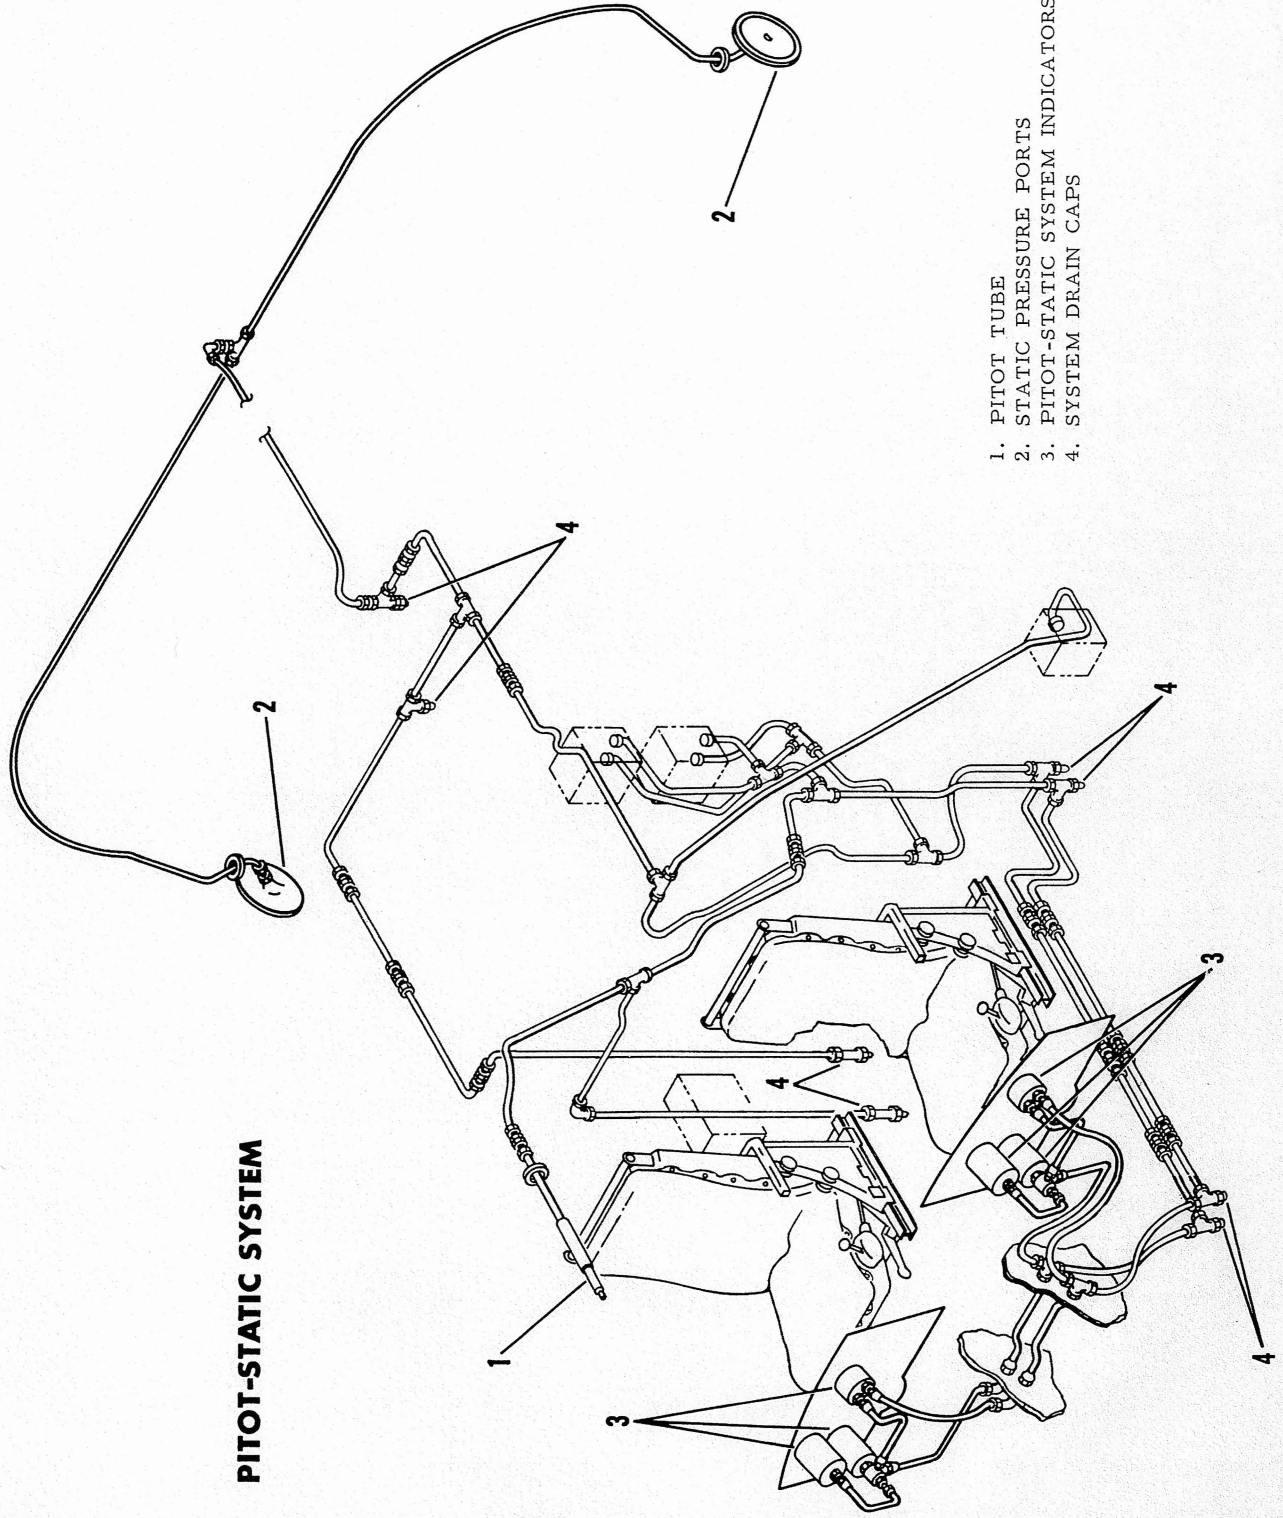 PITOT-STATIC SYSTEM
1
2
2
3
3
4
4
4
4
1. PITOT TUBE
2. STATIC PRESSURE PORTS
3. PITOT-STATIC SYSTEM INDICATORS
4. SYSTEM DRAIN CAPS